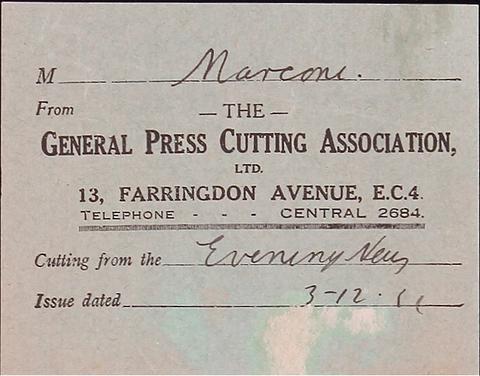 M Marconi.
From
— THE —
GENERAL PRESS CUTTING ASSOCIATION,
LTD.
13, FARRINGDON AVENUE, E.C.4.
TELEPHONE - - - CENTRAL 2684.
Cutting from the Evening News
Issue dated 3-12.